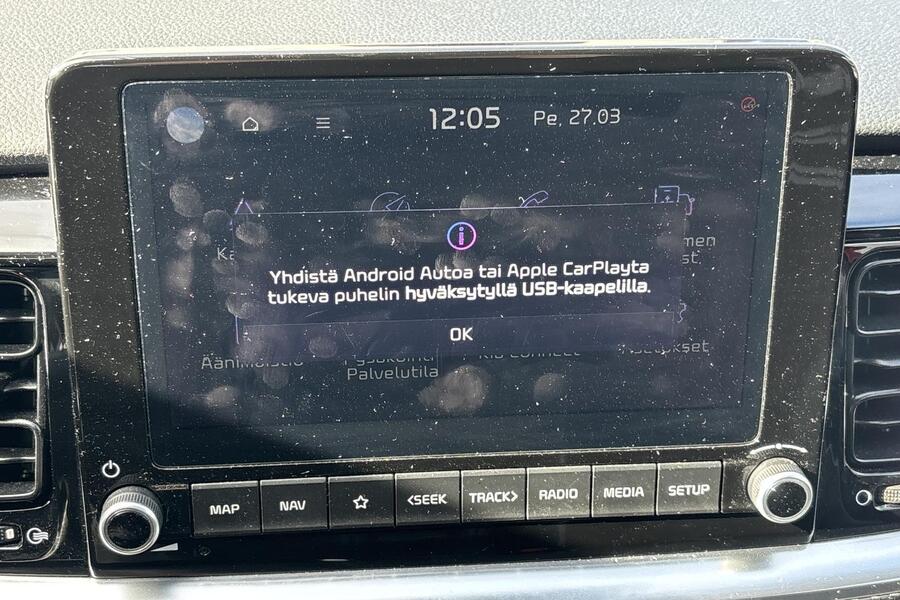 12:05 Pe, 27.03
Yhdistä Android Autoa tai Apple CarPlayta
tukeva puhelin hyväksytyllä USB-kaapelilla.
OK
Palvelutila
MAP NAV <SEEK TRACK> RADIO MEDIA SETUP